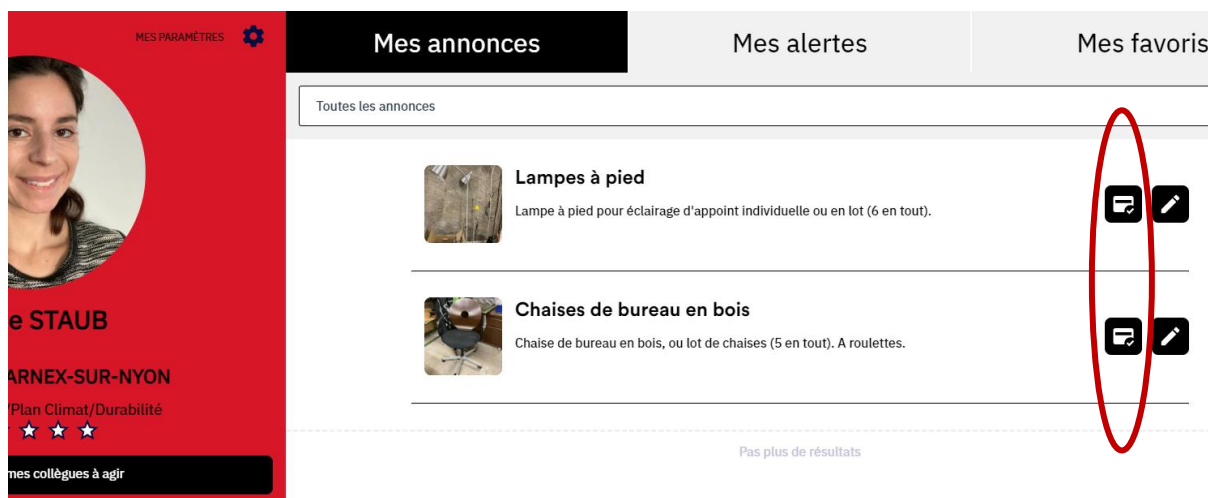 MES PARAMÈTRES
Mes annonces
Mes alertes
Mes favoris
Toutes les annonces
Lampes à pied
Lampe à pied pour éclairage d'appoint individuelle ou en lot (6 en tout).
Chaises de bureau en bois
Chaise de bureau en bois, ou lot de chaises (5 en tout). A roulettes.
Pas plus de résultats
e STAUB
ARNEX-SUR-NYON
/Plan Climat/Durabilité
mes collègues à agir